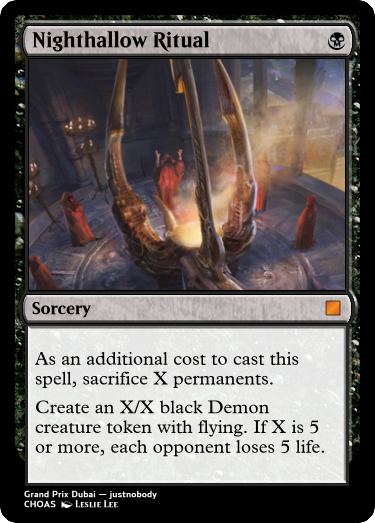 Nighthallow Ritual
Sorcery
As an additional cost to cast this
spell, sacrifice X permanents.
Create an X/X black Demon
creature token with flying. If X is 5
or more, each opponent loses 5 life.
Grand Prix Dubai — justnobody
CHOAS Leslie Lee